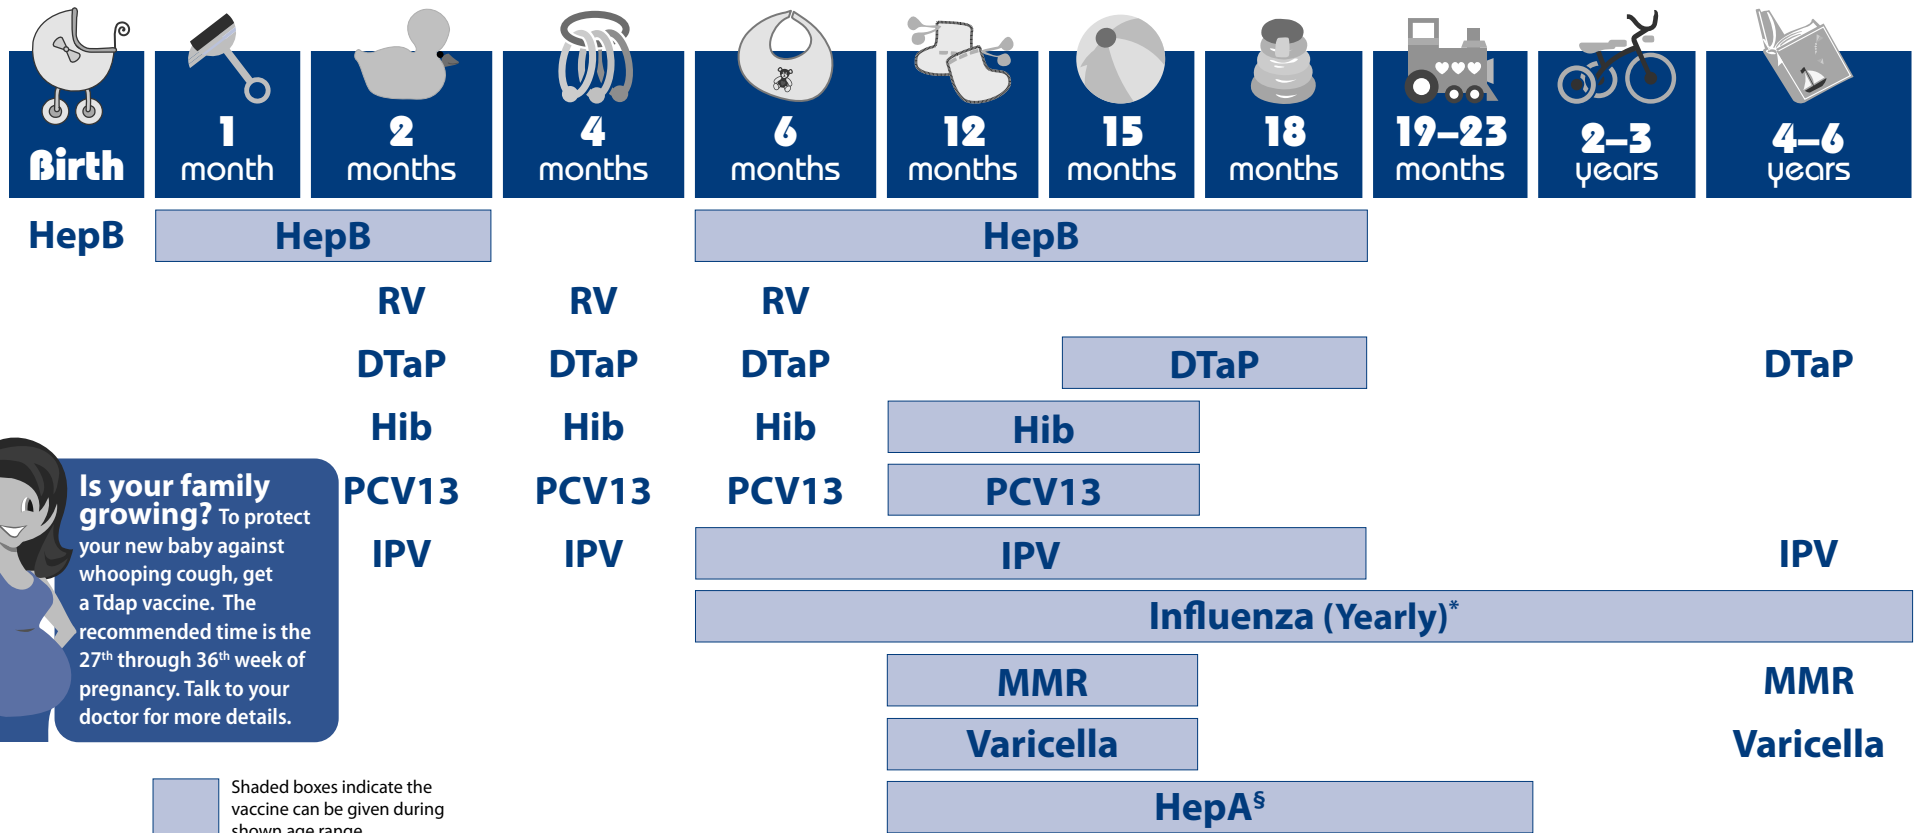 Birth
1
month
2
months
4
months
6
months
12
months
15
months
18
months
19–23
months
2–3
years
4–6
years
HepB HepB HepB
RV RV RV
DTaP DTaP DTaP DTaP DTaP
Hib Hib Hib Hib
PCV13 PCV13 PCV13 PCV13
IPV IPV IPV IPV
Influenza (Yearly)*
MMR MMR
Varicella Varicella
HepA§
Is your family
growing? To protect
your new baby against
whooping cough, get
a Tdap vaccine. The
recommended time is the
27th through 36th week of
pregnancy. Talk to your
doctor for more details.
Shaded boxes indicate the
vaccine can be given during
shown age range.